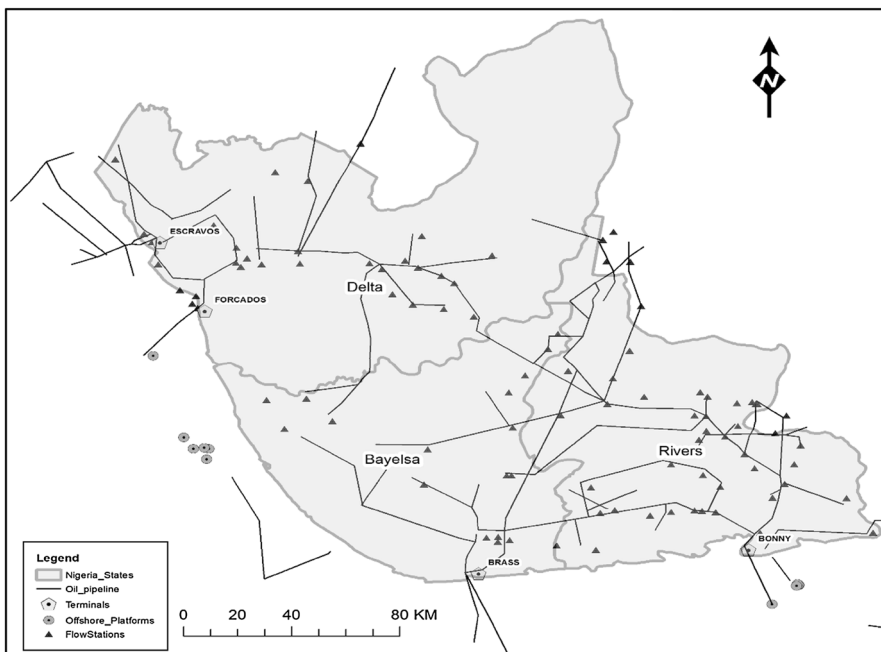 N
ESCRAVOS
FORCADOS
Delta
Bayelsa
Rivers
BONNY
BRASS
Legend
Nigeria_States
Oil_pipeline
Terminals
Offshore_Platforms
FlowStations
0 20 40 80 KM